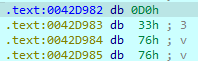 .text:0042D982 db 0D0h
.text:0042D983 db 33h ; 3
.text:0042D984 db 76h ; v
.text:0042D985 db 76h ; v